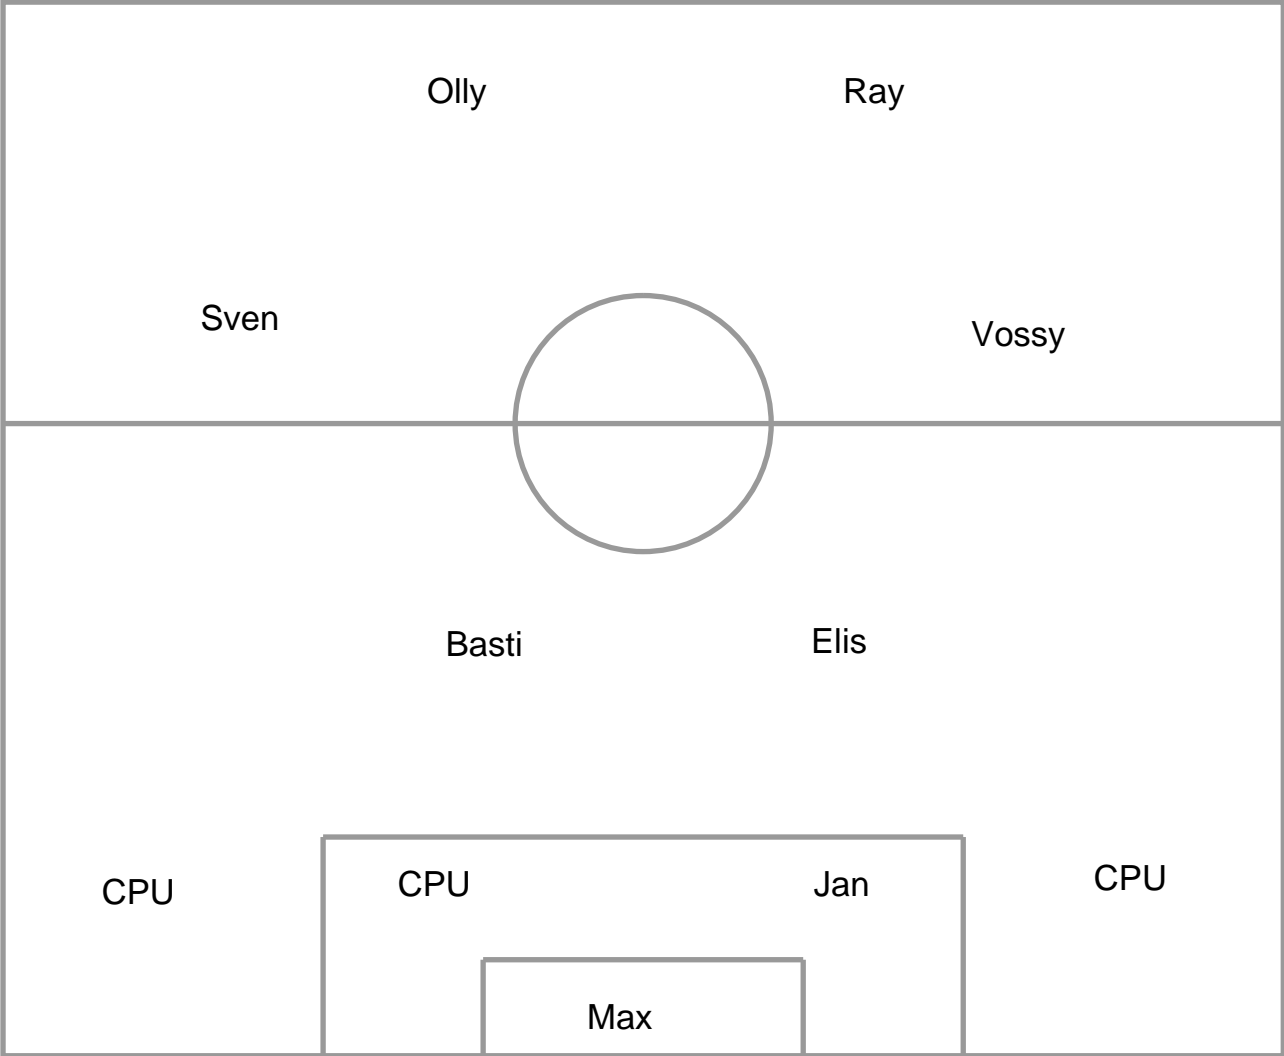 Olly Ray
Sven
Vossy
Basti Elis
CPU CPU Jan CPU
Max